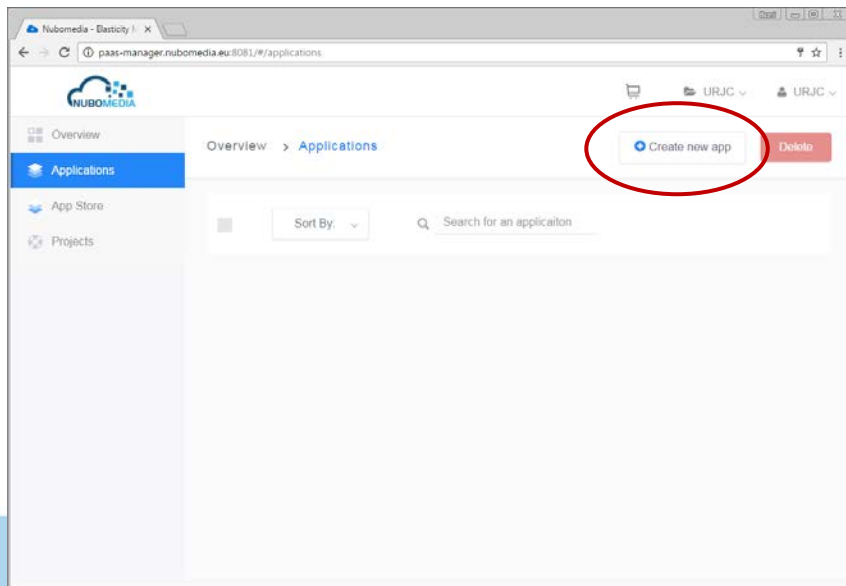 Nubomedia - Elasticity
paas-manager.nubomedia.eu:8081/#/applications
NUBOMEDIA
URJC
URJC
Overview
Applications
App Store
Projects
Overview > Applications
Create new app
Delete
Sort By:
Search for an applicaiton